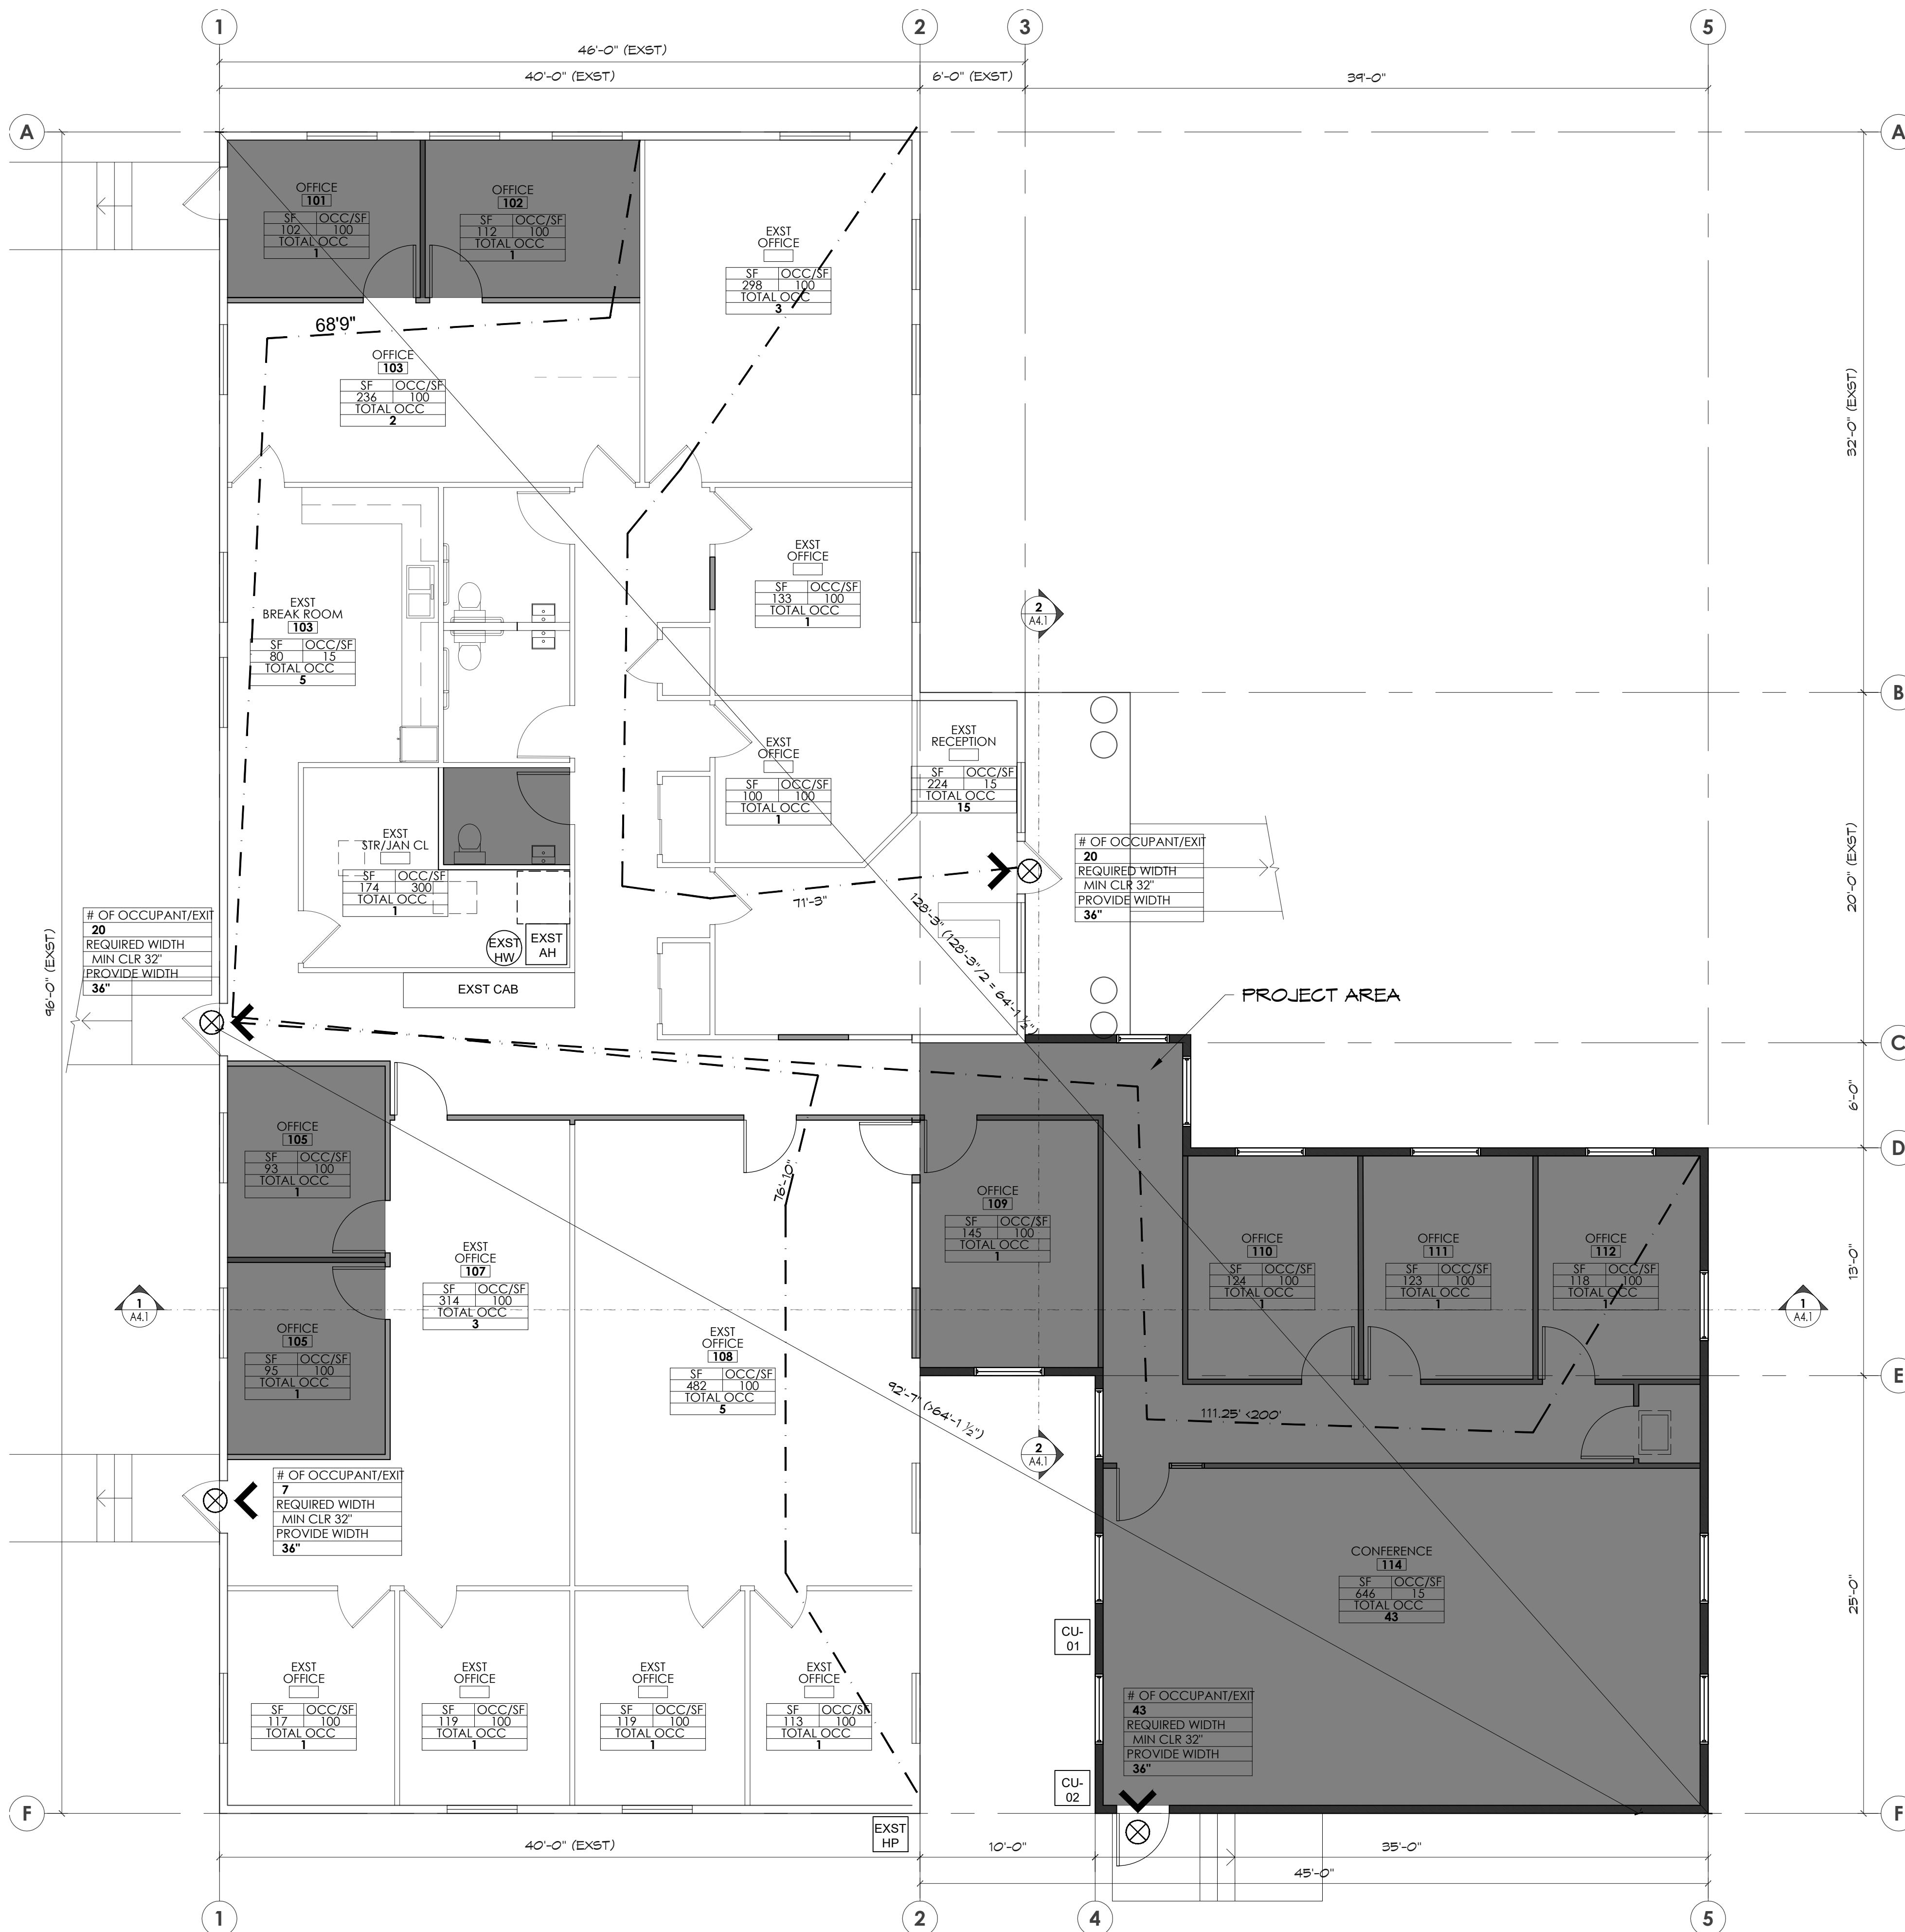 1
2
3
5
46'-0" (EXST)
40'-0" (EXST)
6'-0" (EXST)
39'-0"
A
A
OFFICE
101
SF OCC/SF
102 100
TOTAL OCC
1
OFFICE
102
SF OCC/SF
112 100
TOTAL OCC
1
EXST
OFFICE
SF OCC/SF
298 100
TOTAL OCC
3
68'9"
OFFICE
103
SF OCC/SF
236 100
TOTAL OCC
2
32'-0" (EXST)
EXST
OFFICE
SF OCC/SF
133 100
TOTAL OCC
1
EXST
BREAK ROOM
103
SF OCC/SF
80 15
TOTAL OCC
5
2
A4.1
B
EXST
OFFICE
SF OCC/SF
100 100
TOTAL OCC
1
EXST
RECEPTION
SF OCC/SF
224 15
TOTAL OCC
15
EXST
STR/JAN CL
SF OCC/SF
174 300
TOTAL OCC
1
# OF OCCUPANT/EXIT
20
REQUIRED WIDTH
MIN CLR 32"
PROVIDE WIDTH
36"
20'-0" (EXST)
71'-3"
128'-3" (128'-3"/2 = 64'-1 ½")
# OF OCCUPANT/EXIT
20
REQUIRED WIDTH
MIN CLR 32"
PROVIDE WIDTH
36"
96'-0" (EXST)
EXST
HW
EXST
AH
EXST CAB
PROJECT AREA
C
6'-0"
D
OFFICE
105
SF OCC/SF
93 100
TOTAL OCC
1
76'-10"
OFFICE
109
SF OCC/SF
145 100
TOTAL OCC
1
OFFICE
110
SF OCC/SF
124 100
TOTAL OCC
1
OFFICE
111
SF OCC/SF
123 100
TOTAL OCC
1
OFFICE
112
SF OCC/SF
118 100
TOTAL OCC
1
13'-0"
EXST
OFFICE
107
SF OCC/SF
314 100
TOTAL OCC
3
1
A4.1
1
A4.1
OFFICE
105
SF OCC/SF
95 100
TOTAL OCC
1
EXST
OFFICE
108
SF OCC/SF
482 100
TOTAL OCC
5
E
92'-7" (>64'-1 ½")
111.25' <200'
2
A4.1
# OF OCCUPANT/EXIT
7
REQUIRED WIDTH
MIN CLR 32"
PROVIDE WIDTH
36"
CONFERENCE
114
SF OCC/SF
646 15
TOTAL OCC
43
25'-0"
CU-
01
EXST
OFFICE
SF OCC/SF
117 100
TOTAL OCC
1
EXST
OFFICE
SF OCC/SF
119 100
TOTAL OCC
1
EXST
OFFICE
SF OCC/SF
119 100
TOTAL OCC
1
EXST
OFFICE
SF OCC/SF
113 100
TOTAL OCC
1
# OF OCCUPANT/EXIT
43
REQUIRED WIDTH
MIN CLR 32"
PROVIDE WIDTH
36"
CU-
02
F
F
EXST
HP
40'-0" (EXST)
10'-0"
35'-0"
45'-0"
1
2
4
5